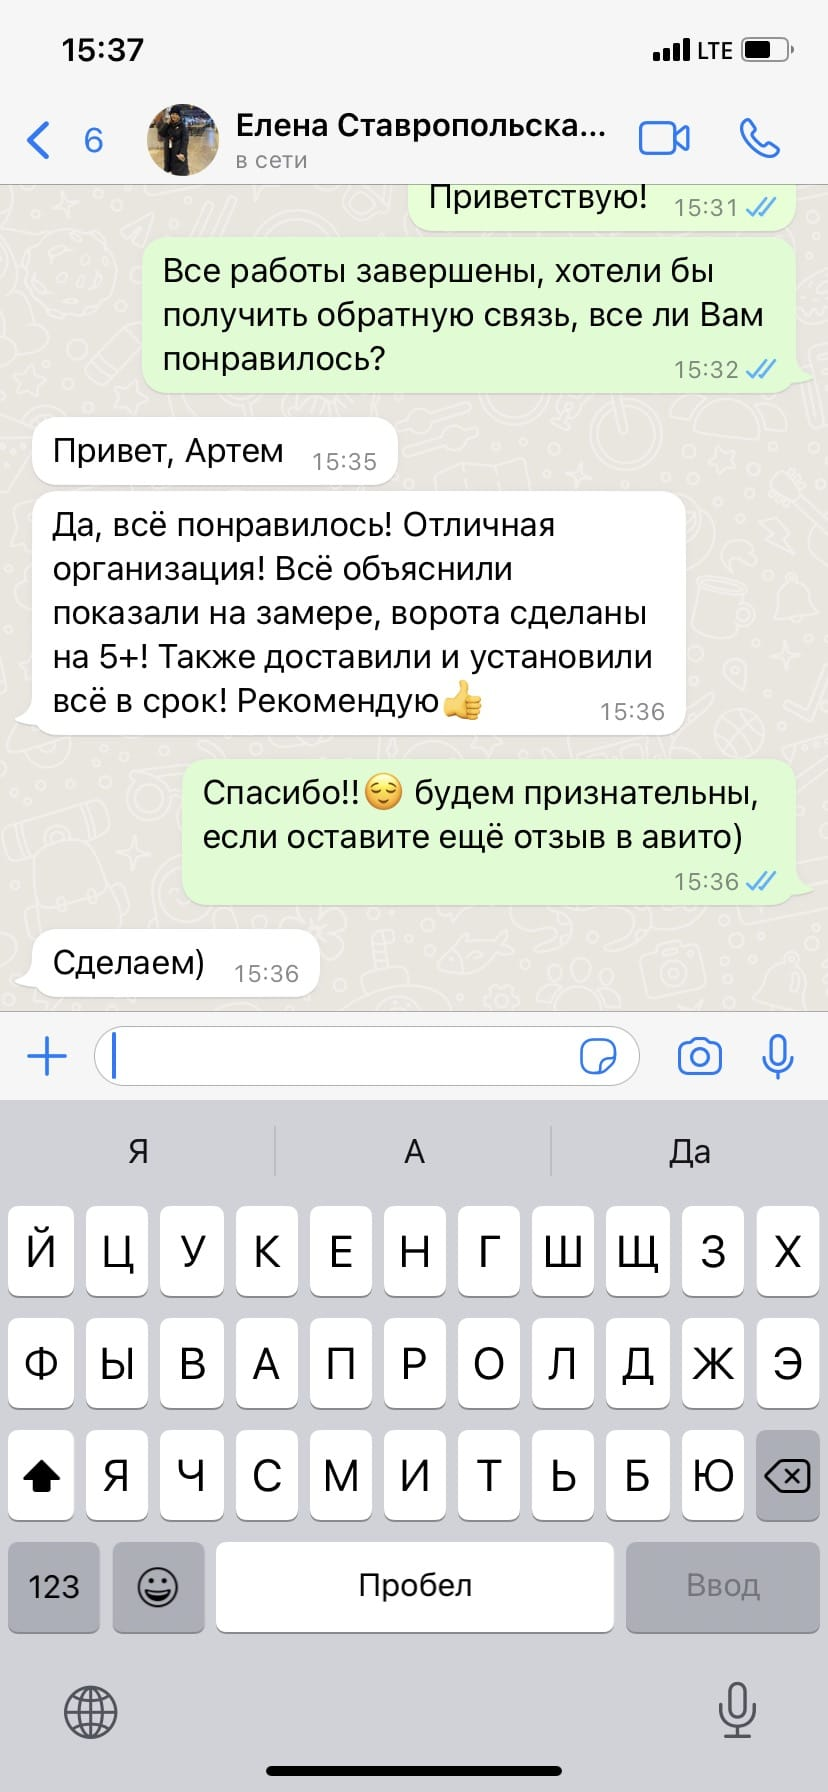 15:37
LTE
6
Елена Ставропольска...
в сети
Приветствую!
15:31
Все работы завершены, хотели бы
получить обратную связь, все ли Вам
понравилось?
15:32
Привет, Артем
15:35
Да, всё понравилось! Отличная
организация! Всё объяснили
показали на замере, ворота сделаны
на 5+! Также доставили и установили
всё в срок! Рекомендую👍
15:36
Спасибо!!😌 будем признательны,
если оставите ещё отзыв в авито)
15:36
Сделаем)
15:36
Я А Да
Й Ц У К Е Н Г Ш Щ З Х
Ф Ы В А П Р О Л Д Ж Э
Я Ч С М И Т Ь Б Ю
123 Пробел Ввод